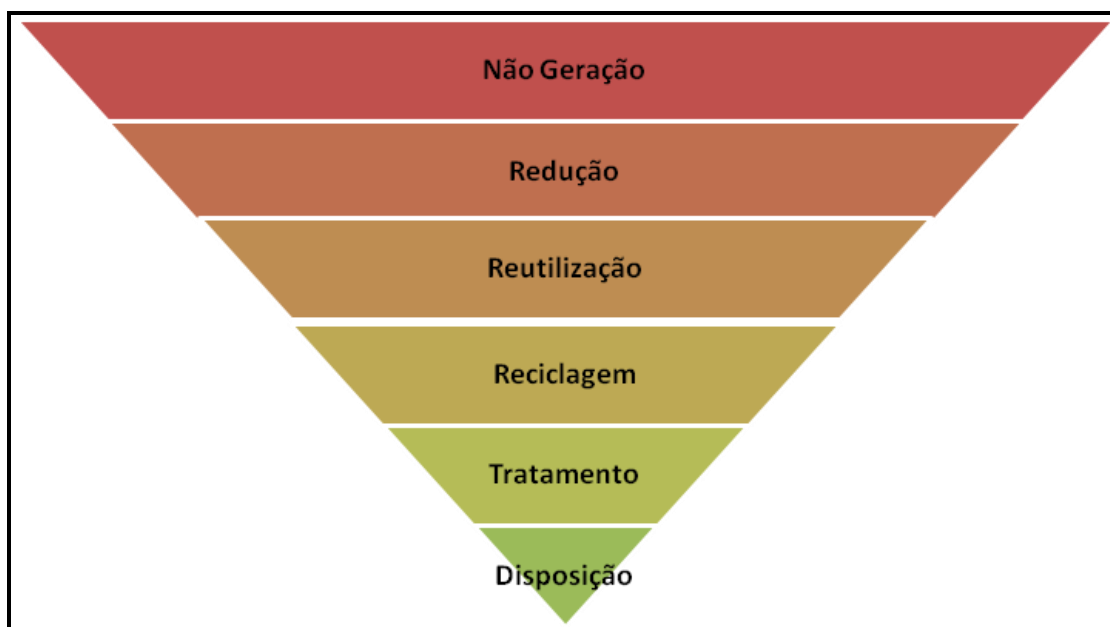 Não Geração
Redução
Reutilização
Reciclagem
Tratamento
Disposição